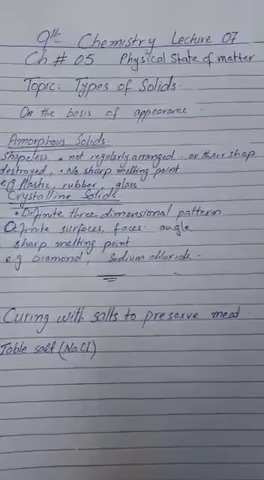 9th Chemistry Lecture 07
Ch # 05 Physical State of matter
Topic: Types of Solids
On the basis of appearance.
Amorphous Solids:
Shapeless • not regularly arranged or their shap
destroyed, • No sharp melting point
e.g Plastic, rubber, glass
Crystalline Solids:
• Definite three dimensional pattern
Definite surfaces, faces angle
sharp melting point
e.g Diamond, Sodium chloride.
Curing with salts to preserve meat
Table salt (NaCl)